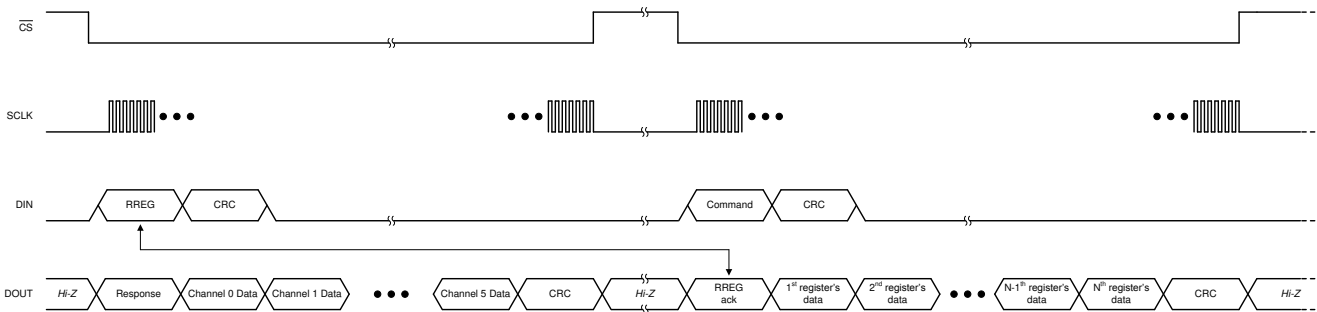 CS
SCLK
DIN
RREG
CRC
Command
CRC
DOUT
Hi-Z
Response
Channel 0 Data
Channel 1 Data
Channel 5 Data
CRC
Hi-Z
RREG
ack
1st register's
data
2nd register's
data
N-1th register's
data
Nth register's
data
CRC
Hi-Z